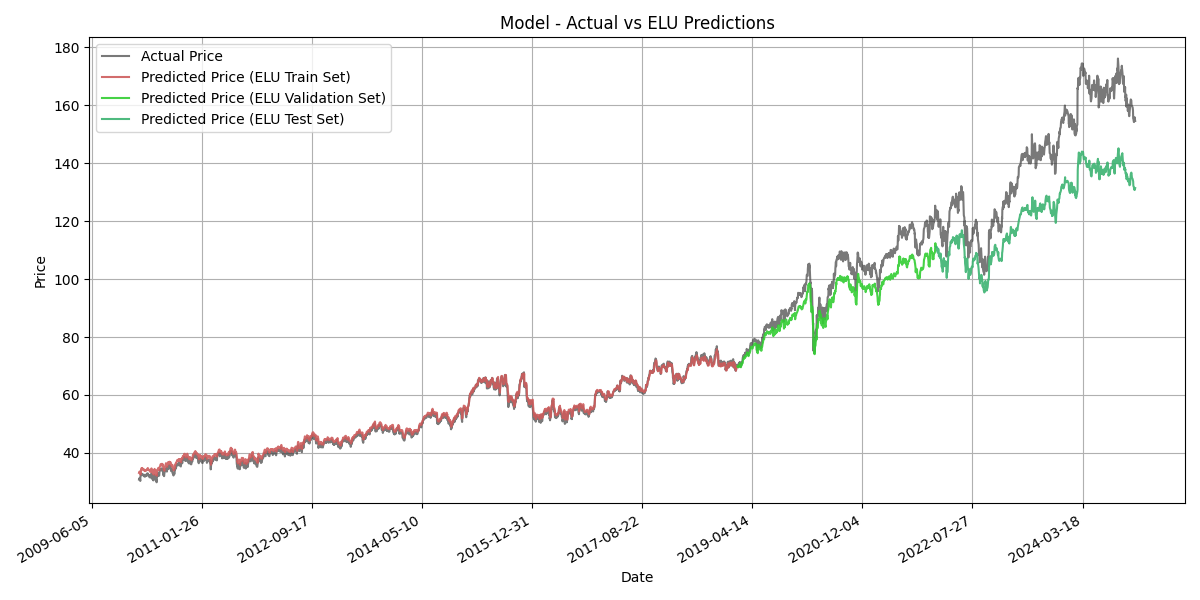 Model - Actual vs ELU Predictions
Actual Price
Predicted Price (ELU Train Set)
Predicted Price (ELU Validation Set)
Predicted Price (ELU Test Set)
Price
180
160
140
120
100
80
60
40
2009-06-05
2011-01-26
2012-09-17
2014-05-10
2015-12-31
2017-08-22
2019-04-14
2020-12-04
2022-07-27
2024-03-18
Date